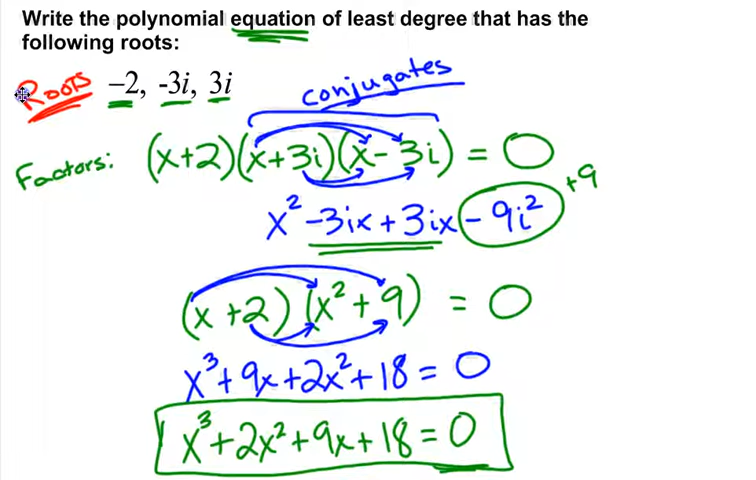 Write the polynomial equation of least degree that has the
following roots:
Roots −2, -3i, 3i
conjugates
Factors: (x+2)(x+3i)(x−3i) = 0
x² −3ix + 3ix − 9i² +9
(x+2)(x²+9) = 0
x³+9x+2x²+18 = 0
x³+2x²+9x+18 = 0